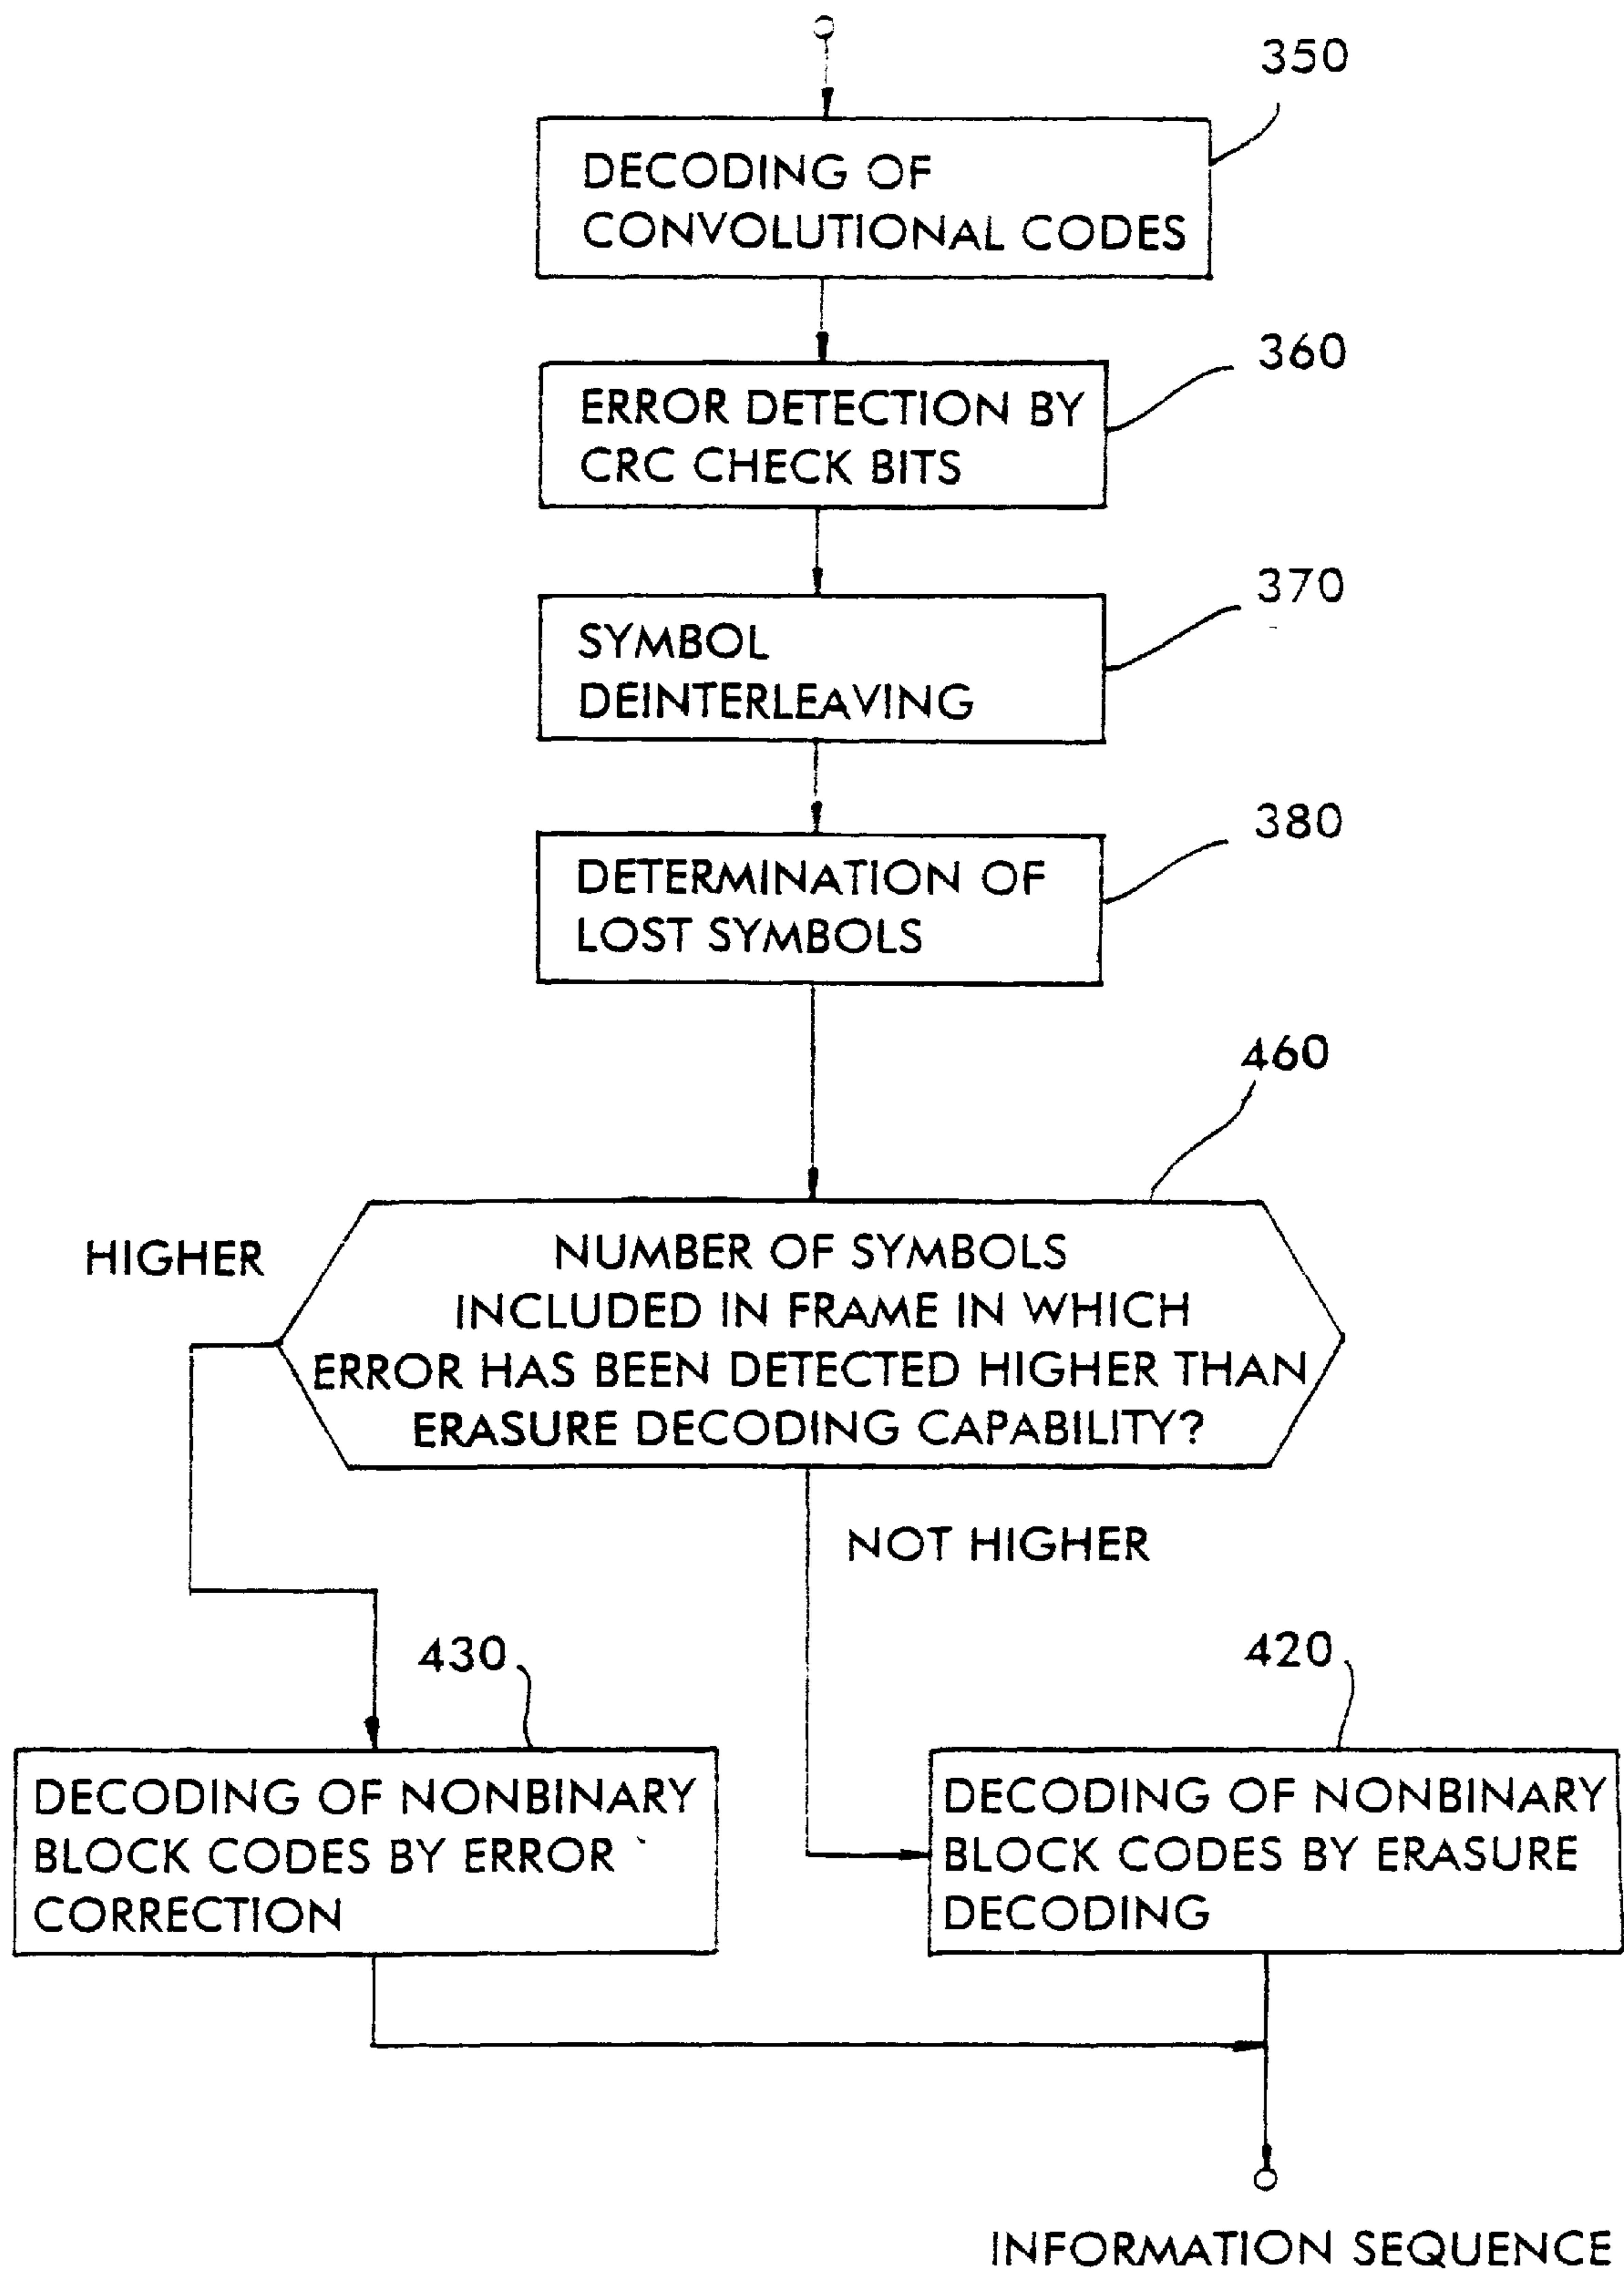 350
DECODING OF
CONVOLUTIONAL CODES
360
ERROR DETECTION BY
CRC CHECK BITS
370
SYMBOL
DEINTERLEAVING
380
DETERMINATION OF
LOST SYMBOLS
460
HIGHER
NUMBER OF SYMBOLS
INCLUDED IN FRAME IN WHICH
ERROR HAS BEEN DETECTED HIGHER THAN
ERASURE DECODING CAPABILITY?
NOT HIGHER
430
DECODING OF NONBINARY
BLOCK CODES BY ERROR
CORRECTION
420
DECODING OF NONBINARY
BLOCK CODES BY ERASURE
DECODING
INFORMATION SEQUENCE